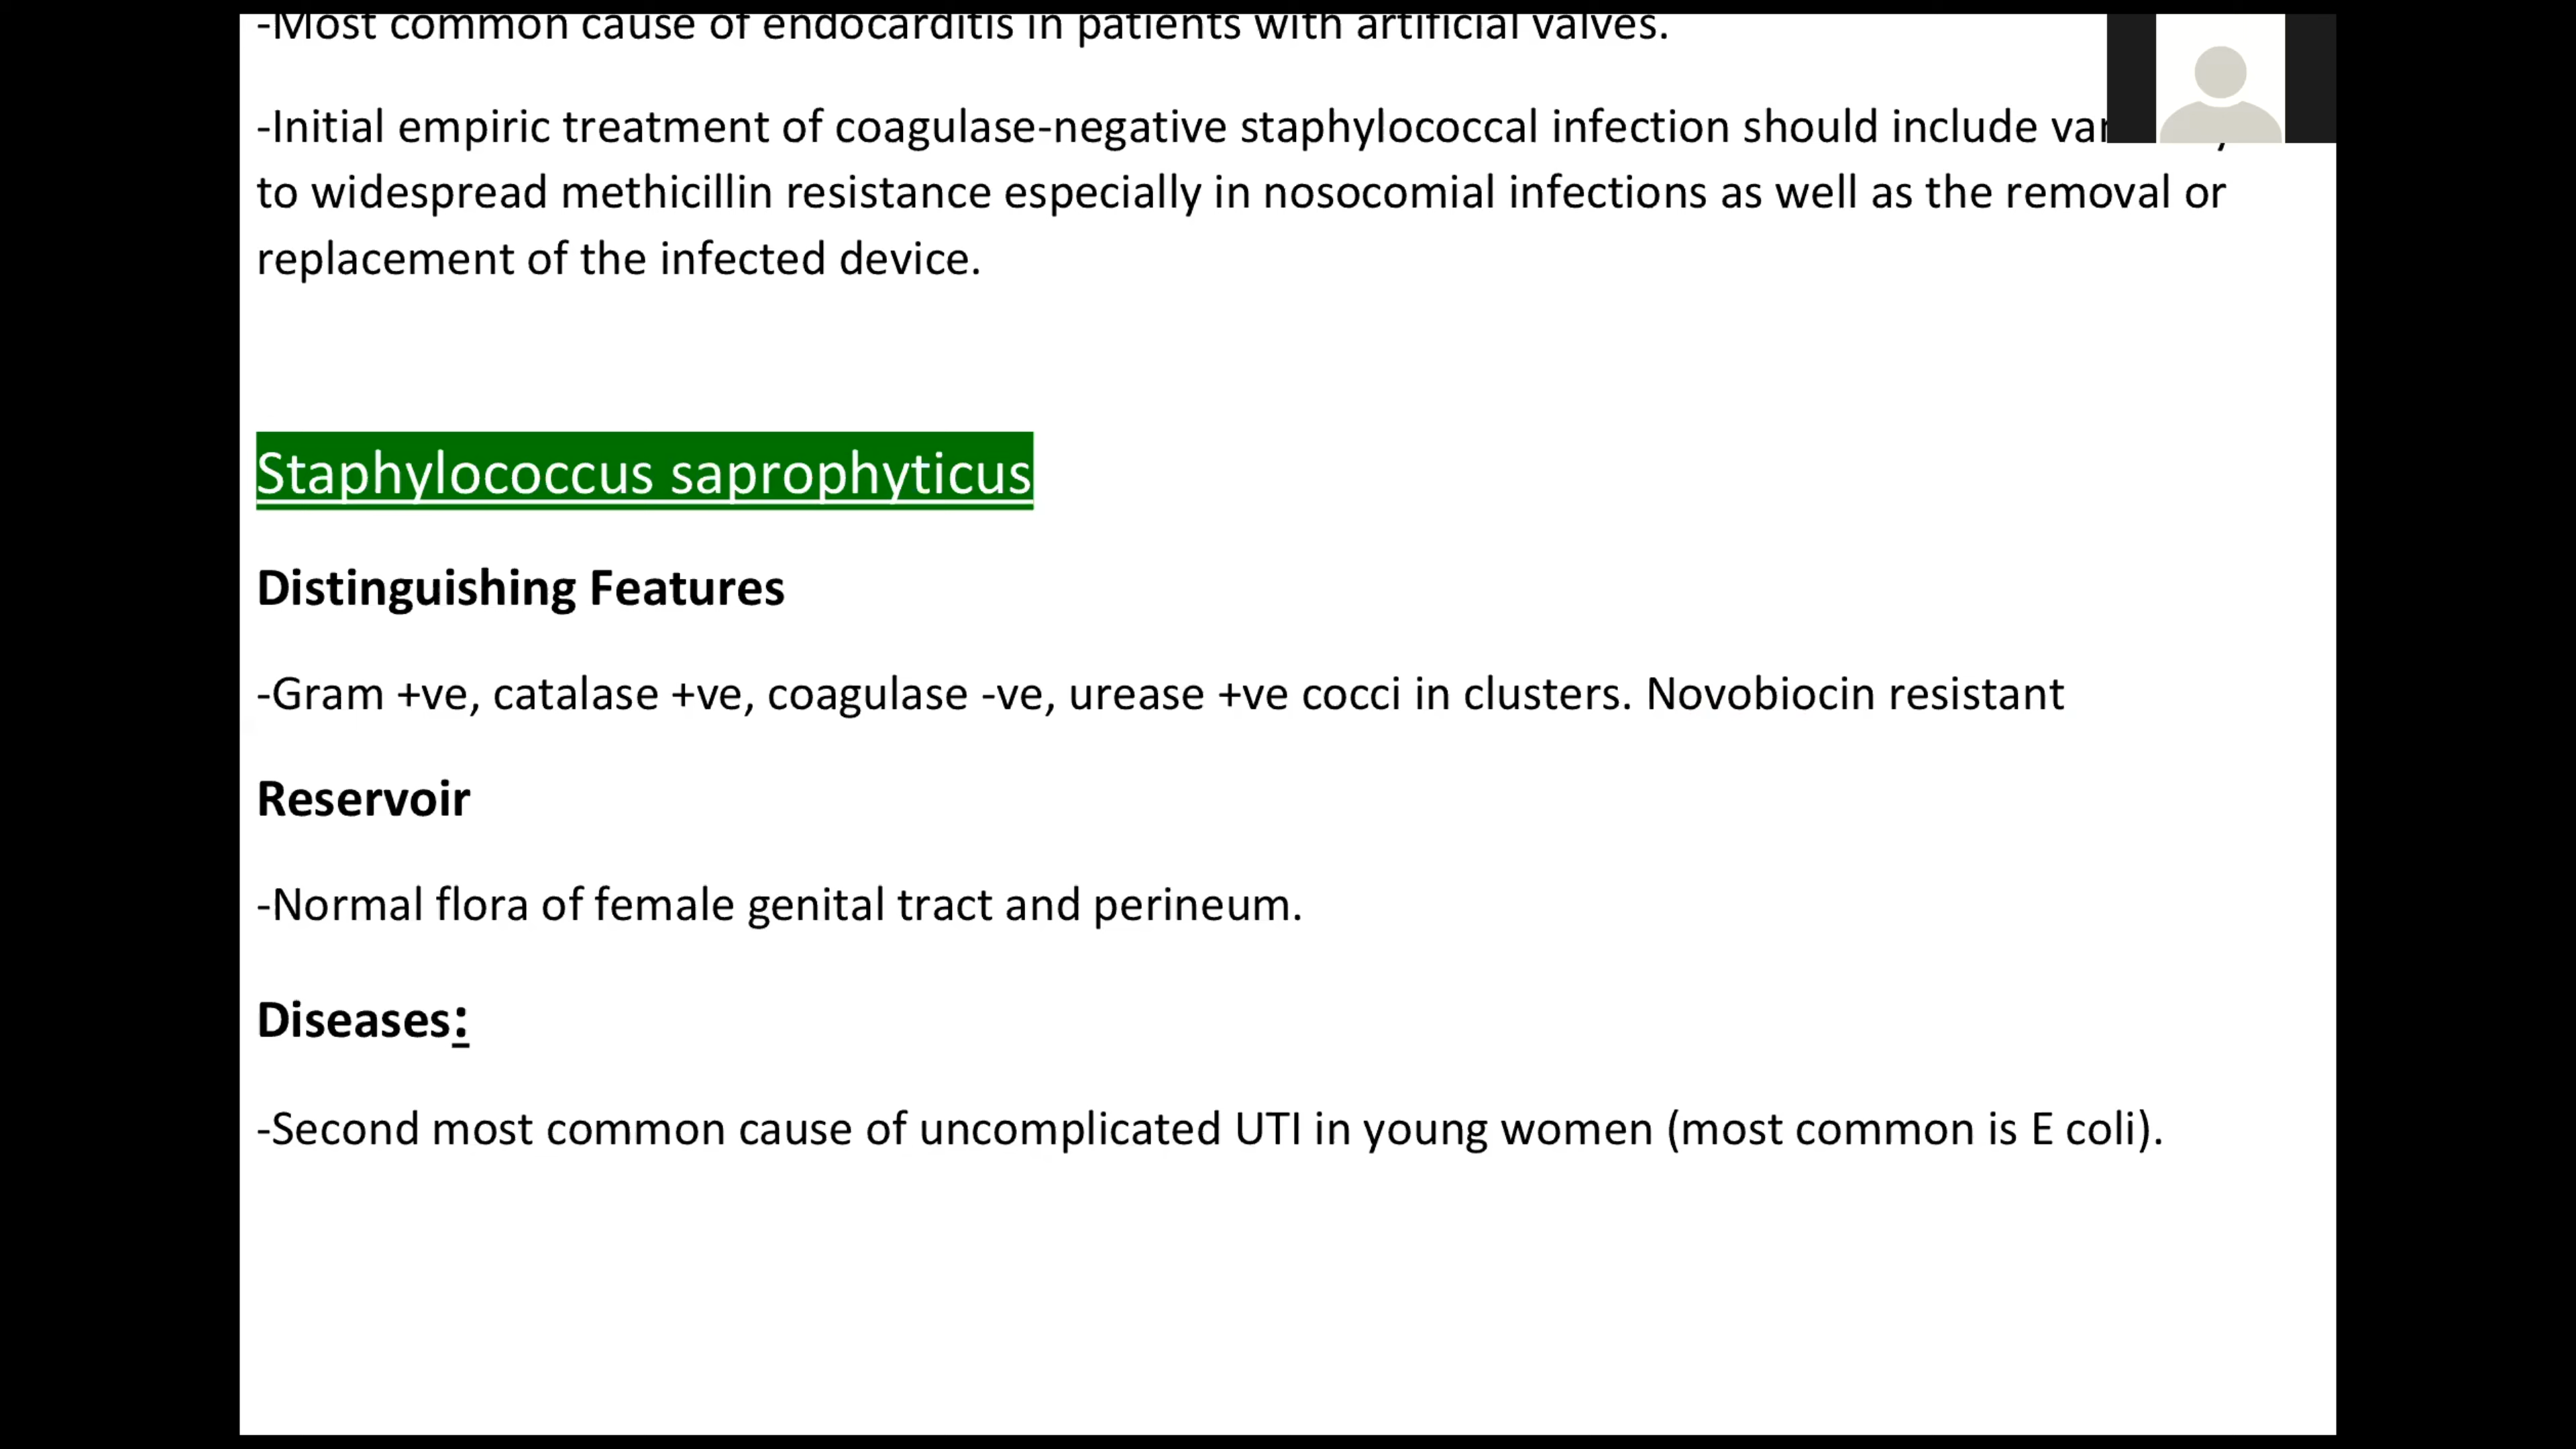 -Most common cause of endocarditis in patients with artificial valves.
-Initial empiric treatment of coagulase-negative staphylococcal infection should include
to widespread methicillin resistance especially in nosocomial infections as well as the removal or
replacement of the infected device.
Staphylococcus saprophyticus
Distinguishing Features
-Gram +ve, catalase +ve, coagulase -ve, urease +ve cocci in clusters. Novobiocin resistant
Reservoir
-Normal flora of female genital tract and perineum.
Diseases:
-Second most common cause of uncomplicated UTI in young women (most common is E coli).